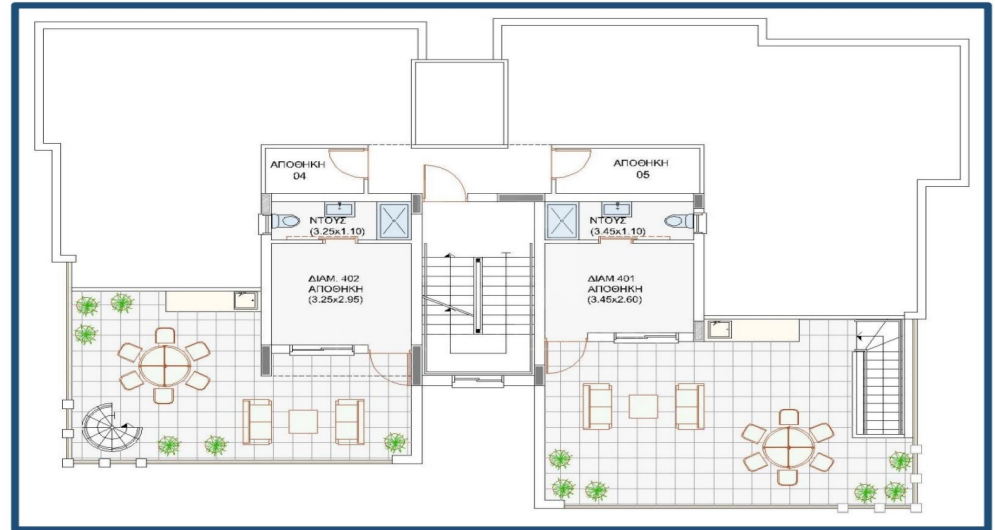 ΑΠΟΘΗΚΗ
04
ΑΠΟΘΗΚΗ
05
ΝΤΟΥΣ
(3.25x1.10)
ΝΤΟΥΣ
(3.45x1.10)
ΔΙΑΜ. 402
ΑΠΟΘΗΚΗ
(3.25x2.95)
ΔΙΑΜ.401
ΑΠΟΘΗΚΗ
(3.45x2.60)